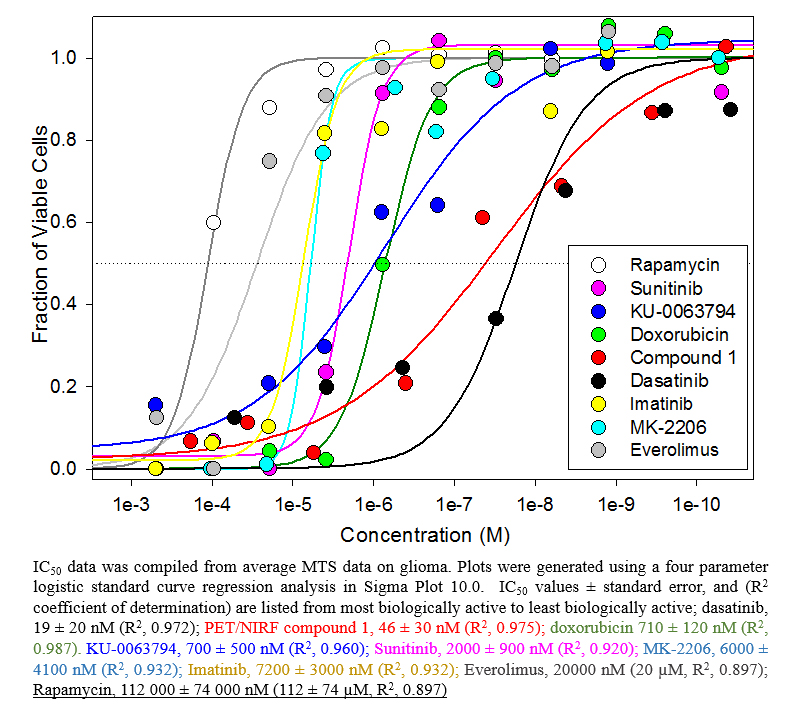 Fraction of Viable Cells
1.0
0.8
0.6
0.4
0.2
0.0
Rapamycin
Sunitinib
KU-0063794
Doxorubicin
Compound 1
Dasatinib
Imatinib
MK-2206
Everolimus
1e-3 1e-4 1e-5 1e-6 1e-7 1e-8 1e-9 1e-10
Concentration (M)
IC50 data was compiled from average MTS data on glioma. Plots were generated using a four parameter
logistic standard curve regression analysis in Sigma Plot 10.0. IC50 values ± standard error, and (R2
coefficient of determination) are listed from most biologically active to least biologically active; dasatinib,
19 ± 20 nM (R2, 0.972); PET/NIRF compound 1, 46 ± 30 nM (R2, 0.975); doxorubicin 710 ± 120 nM (R2,
0.987). KU-0063794, 700 ± 500 nM (R2, 0.960); Sunitinib, 2000 ± 900 nM (R2, 0.920); MK-2206, 6000 ±
4100 nM (R2, 0.932); Imatinib, 7200 ± 3000 nM (R2, 0.932); Everolimus, 20000 nM (20 µM, R2, 0.897);
Rapamycin, 112 000 ± 74 000 nM (112 ± 74 µM, R2, 0.897)